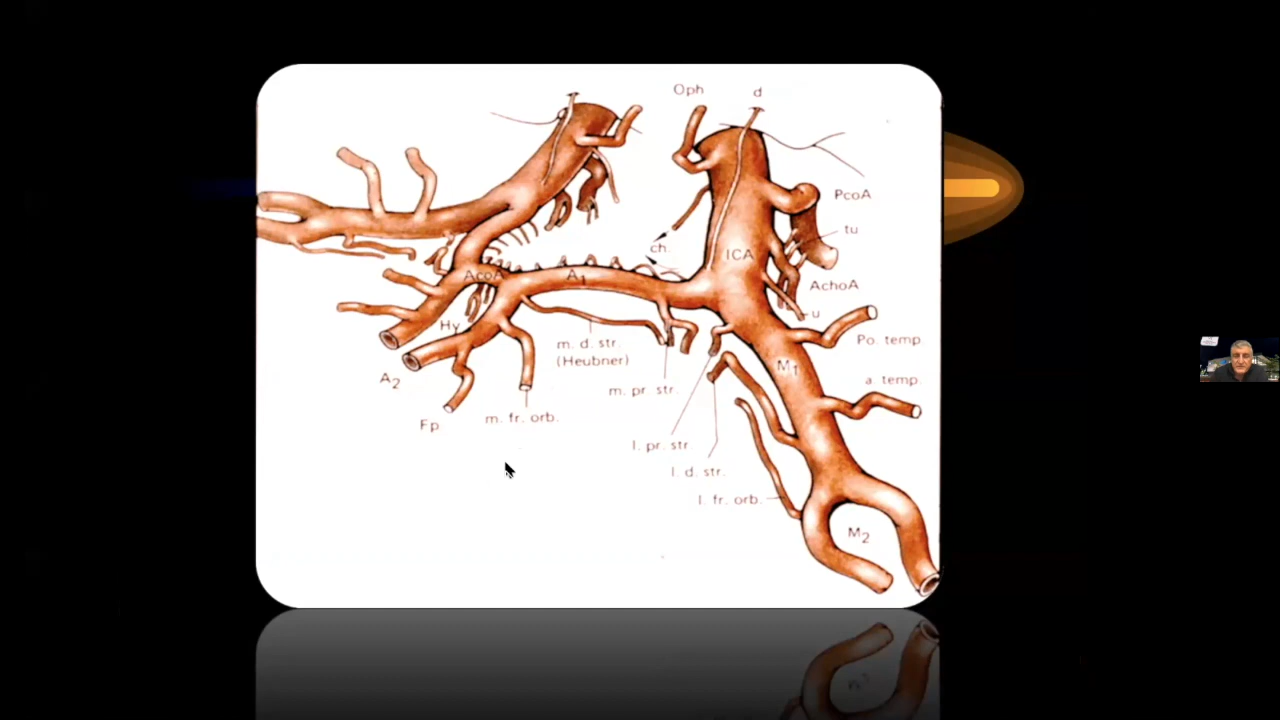 Oph
d
PcoA
tu
ch.
ICA
AcoA
A1
AchoA
u
Hy
m. d. str.
(Heubner)
Po. temp.
M1
A2
a. temp.
m. pr. str.
Fp
m. fr. orb.
l. pr. str.
l. d. str.
l. fr. orb.
M2